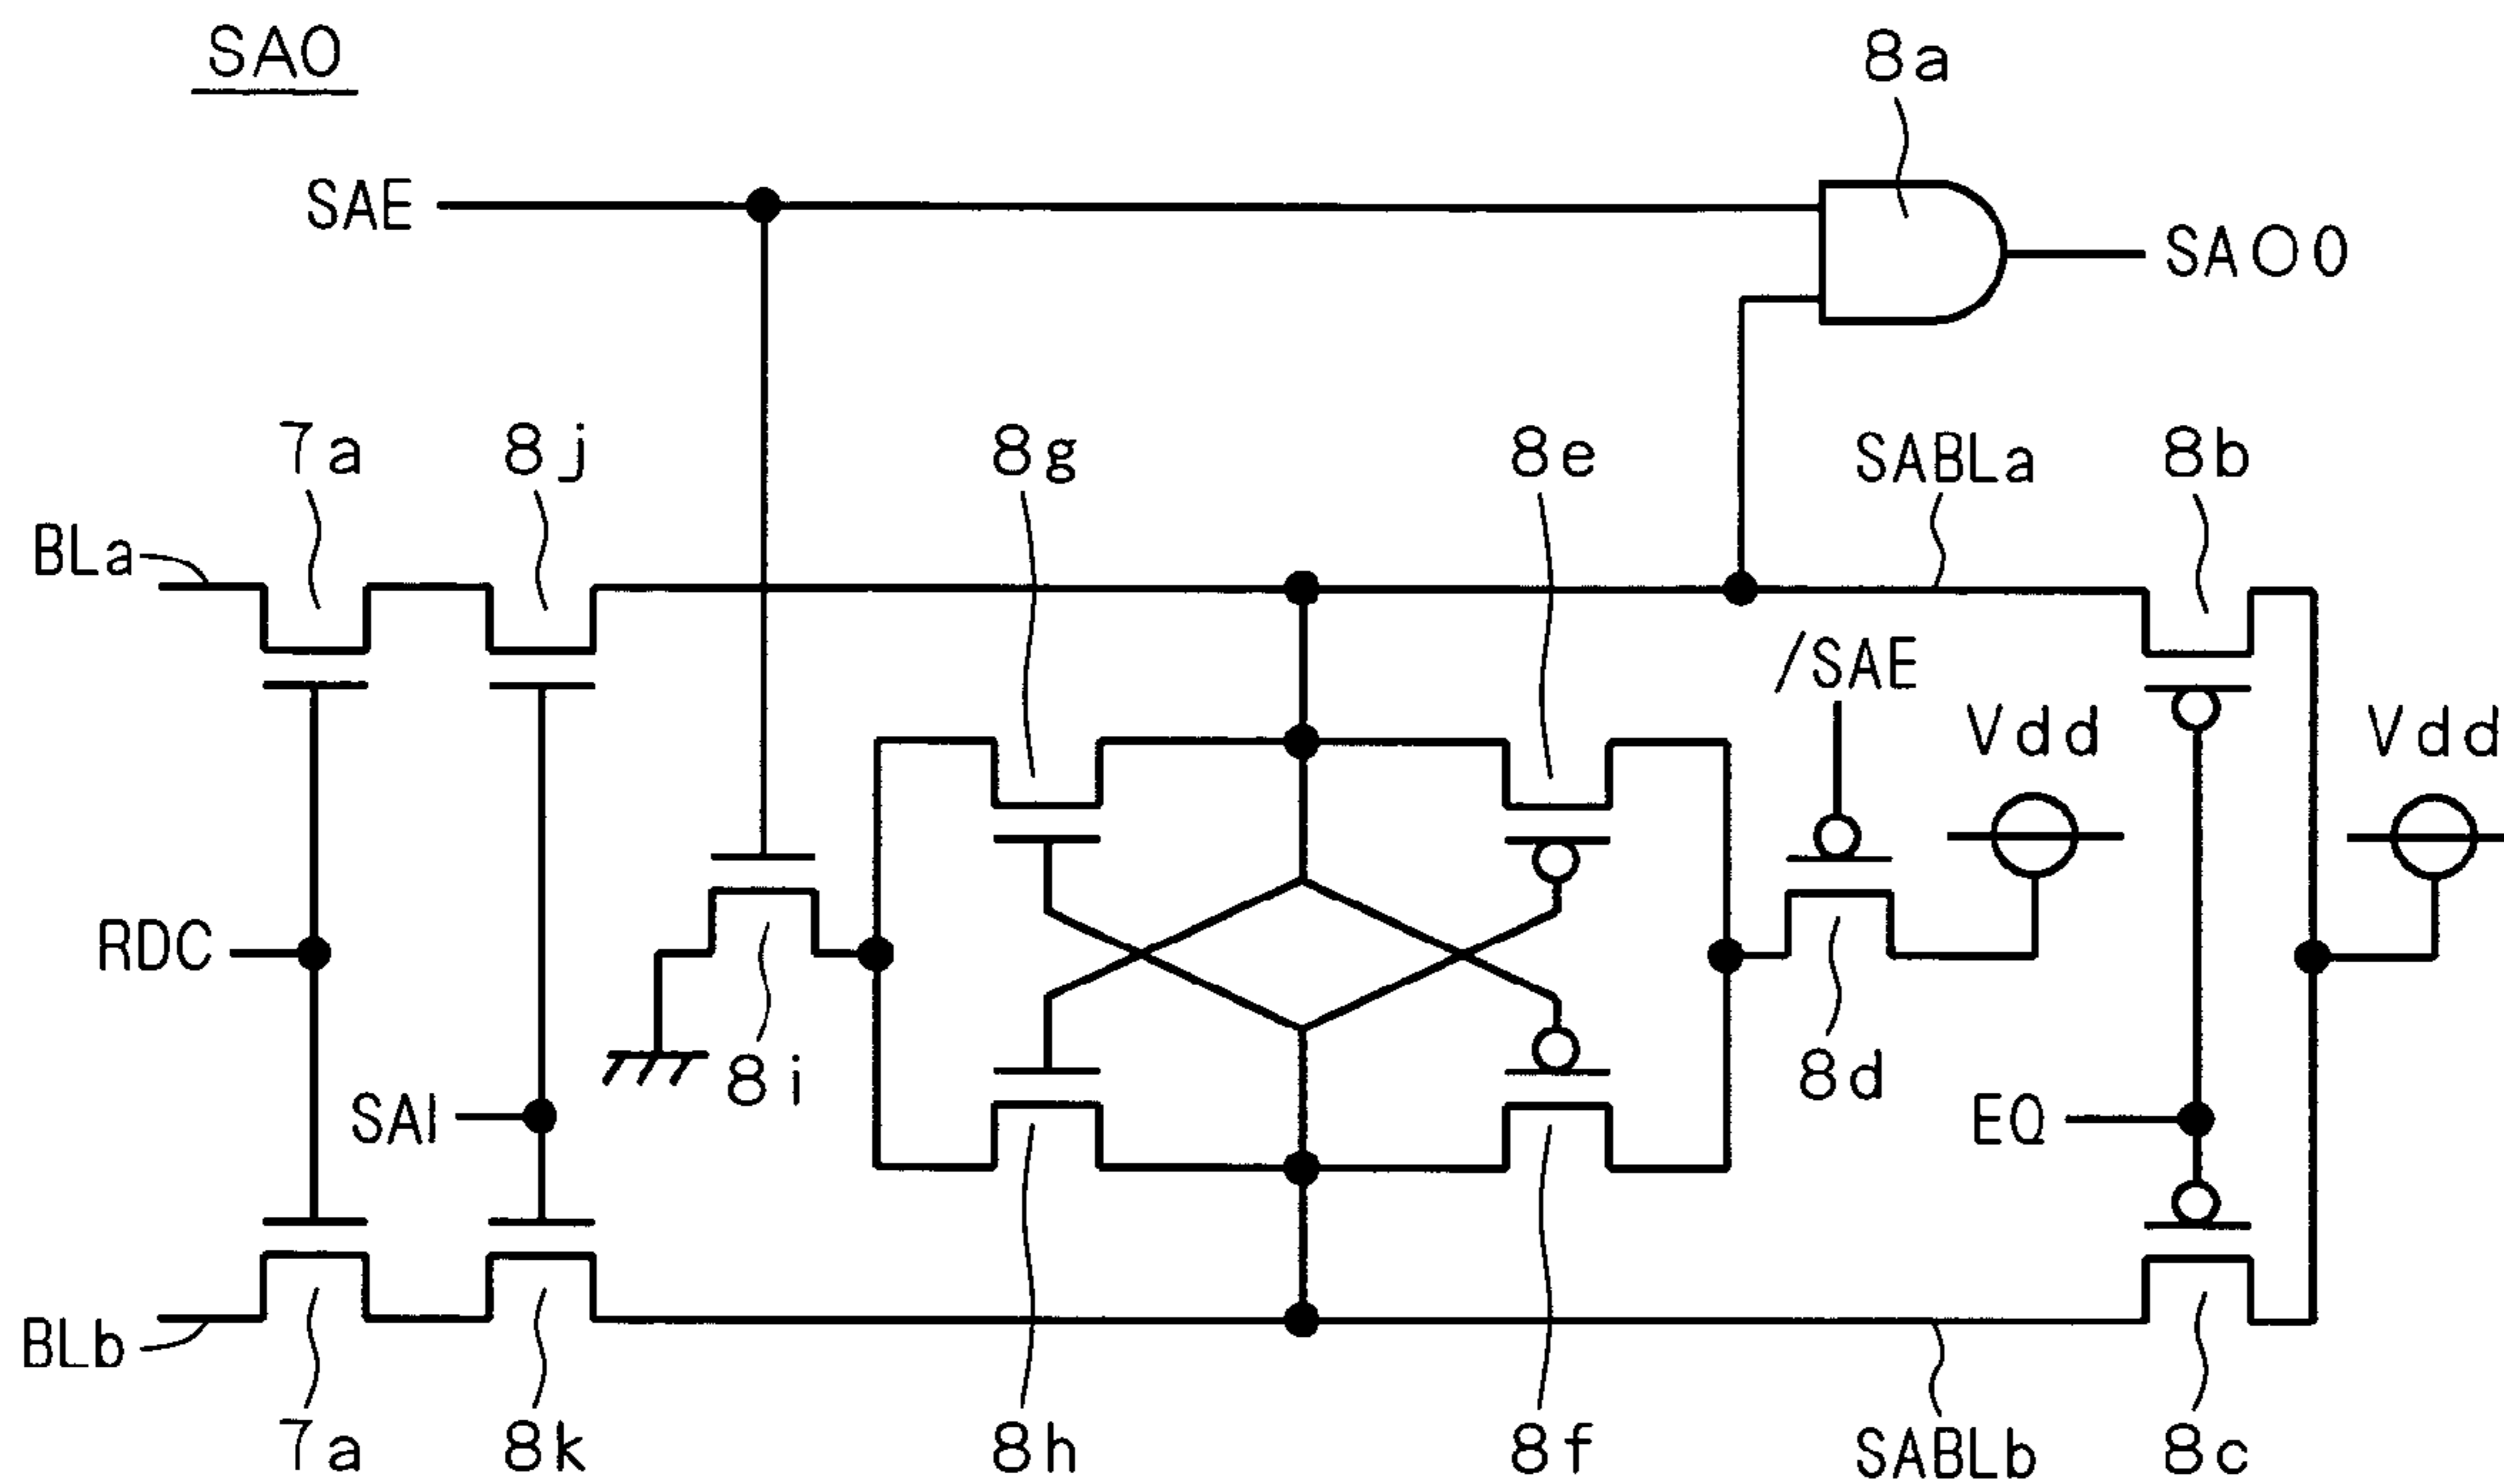 SA0
8a
SAE
SAO0
7a
8j
8g
8e
SABLa
8b
BLa
/SAE
Vdd
Vdd
RDC
8i
8d
SAI
EQ
BLb
7a
8k
8h
8f
SABLb
8c